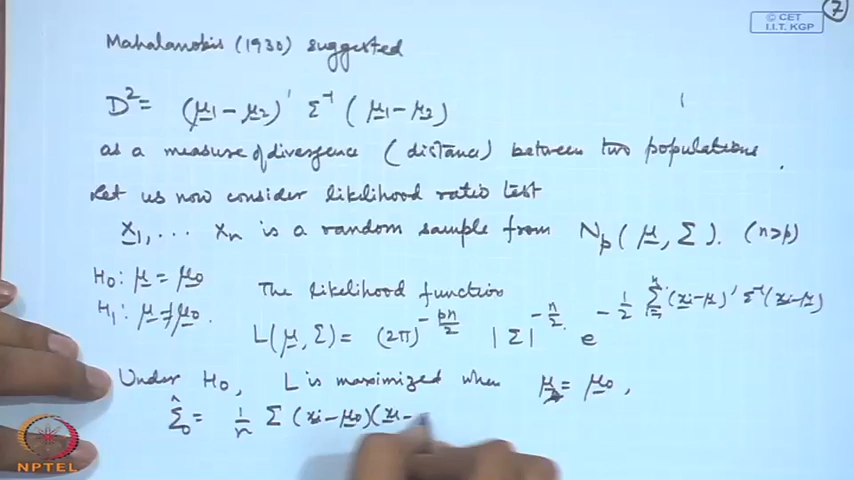 7
© CET
I.I.T. KGP
Mahalanobis (1930) suggested
D² = (μ1 - μ2)' Σ⁻¹ (μ1 - μ2)
as a measure of divergence (distance) between two populations.
Let us now consider likelihood ratio test
x1, ... xn is a random sample from Np(μ, Σ). (n>p)
H0: μ = μ0
H1: μ ≠ μ0.
The likelihood function
L(μ, Σ) = (2π)^(-pn/2) |Σ|^(-n/2) e^(-1/2 Σ_{i=1}^{n} (xi-μ)' Σ⁻¹ (xi-μ))
Under H0, L is maximized when μ = μ0,
Σ̂0 = 1/n Σ (xi - μ0)(xi -
NPTEL